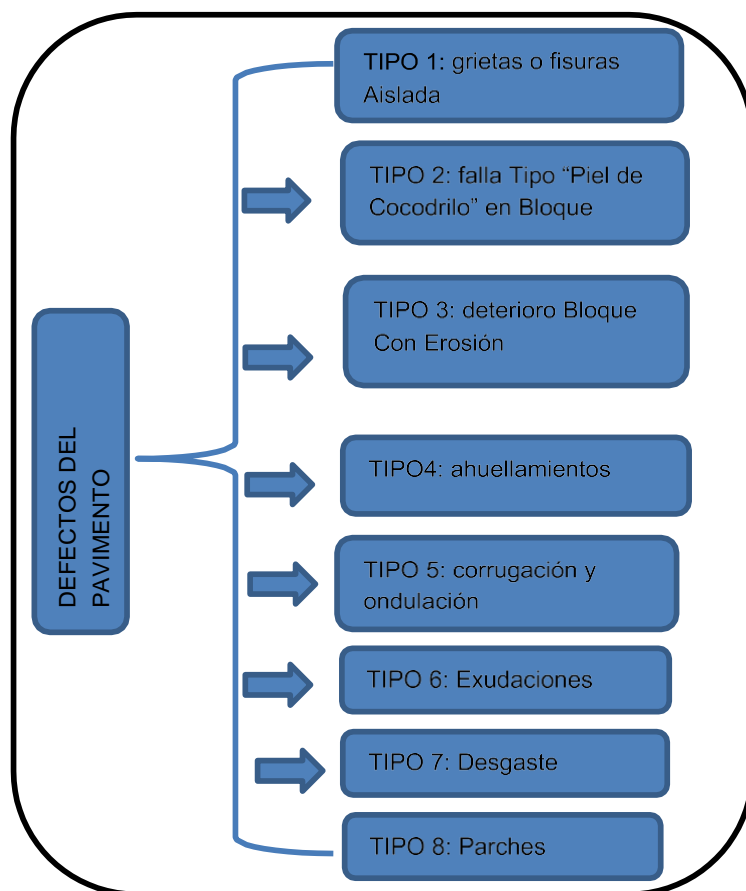 TIPO 1: grietas o fisuras
Aislada
TIPO 2: falla Tipo “Piel de
Cocodrilo” en Bloque
TIPO 3: deterioro Bloque
Con Erosión
DEFECTOS DEL
PAVIMENTO
TIPO4: ahuellamientos
TIPO 5: corrugación y
ondulación
TIPO 6: Exudaciones
TIPO 7: Desgaste
TIPO 8: Parches